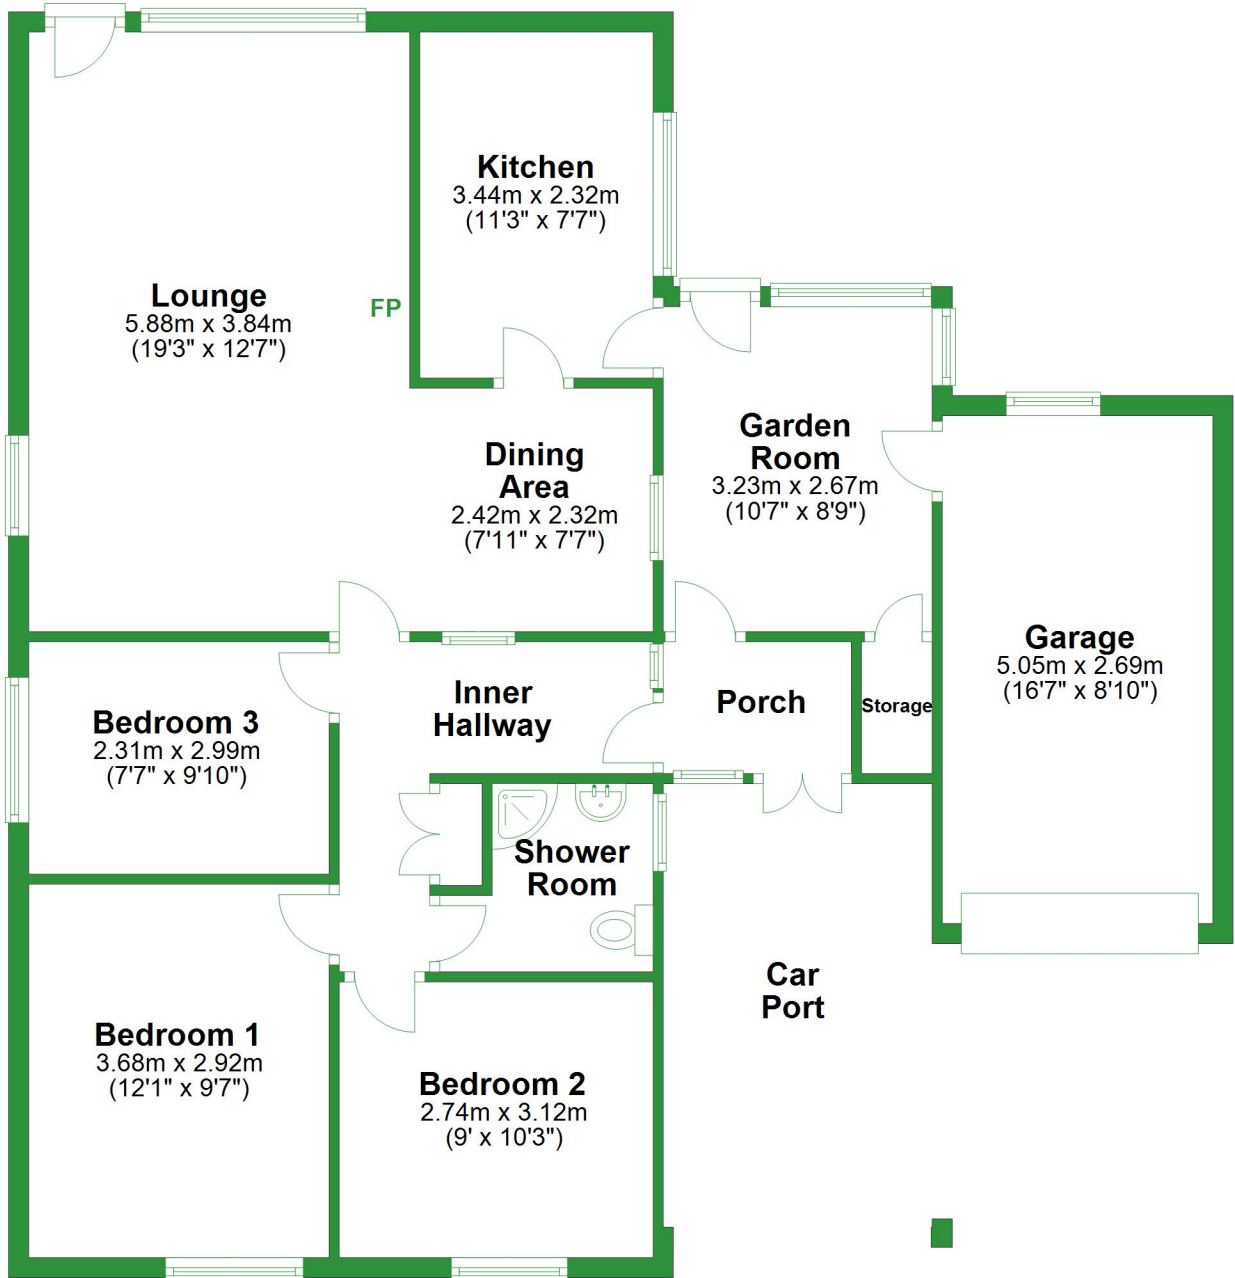 Kitchen
3.44m x 2.32m
(11'3" x 7'7")
Lounge
5.88m x 3.84m
(19'3" x 12'7")
FP
Garden
Room
3.23m x 2.67m
(10'7" x 8'9")
Dining
Area
2.42m x 2.32m
(7'11" x 7'7")
Garage
5.05m x 2.69m
(16'7" x 8'10")
Inner
Hallway
Porch
Storage
Bedroom 3
2.31m x 2.99m
(7'7" x 9'10")
Shower
Room
Car
Port
Bedroom 1
3.68m x 2.92m
(12'1" x 9'7")
Bedroom 2
2.74m x 3.12m
(9' x 10'3")